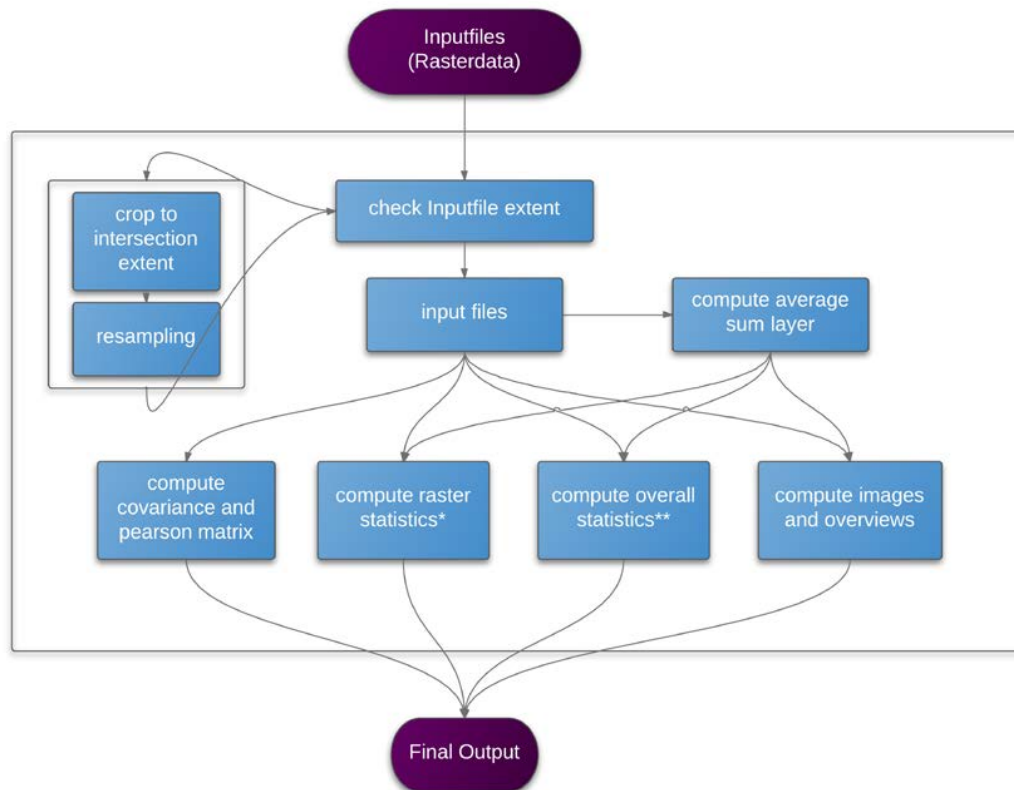 Inputfiles
(Rasterdata)
check Inputfile extent
crop to
intersection
extent
resampling
input files
compute average
sum layer
compute
covariance and
pearson matrix
compute raster
statistics*
compute overall
statistics**
compute images
and overviews
Final Output